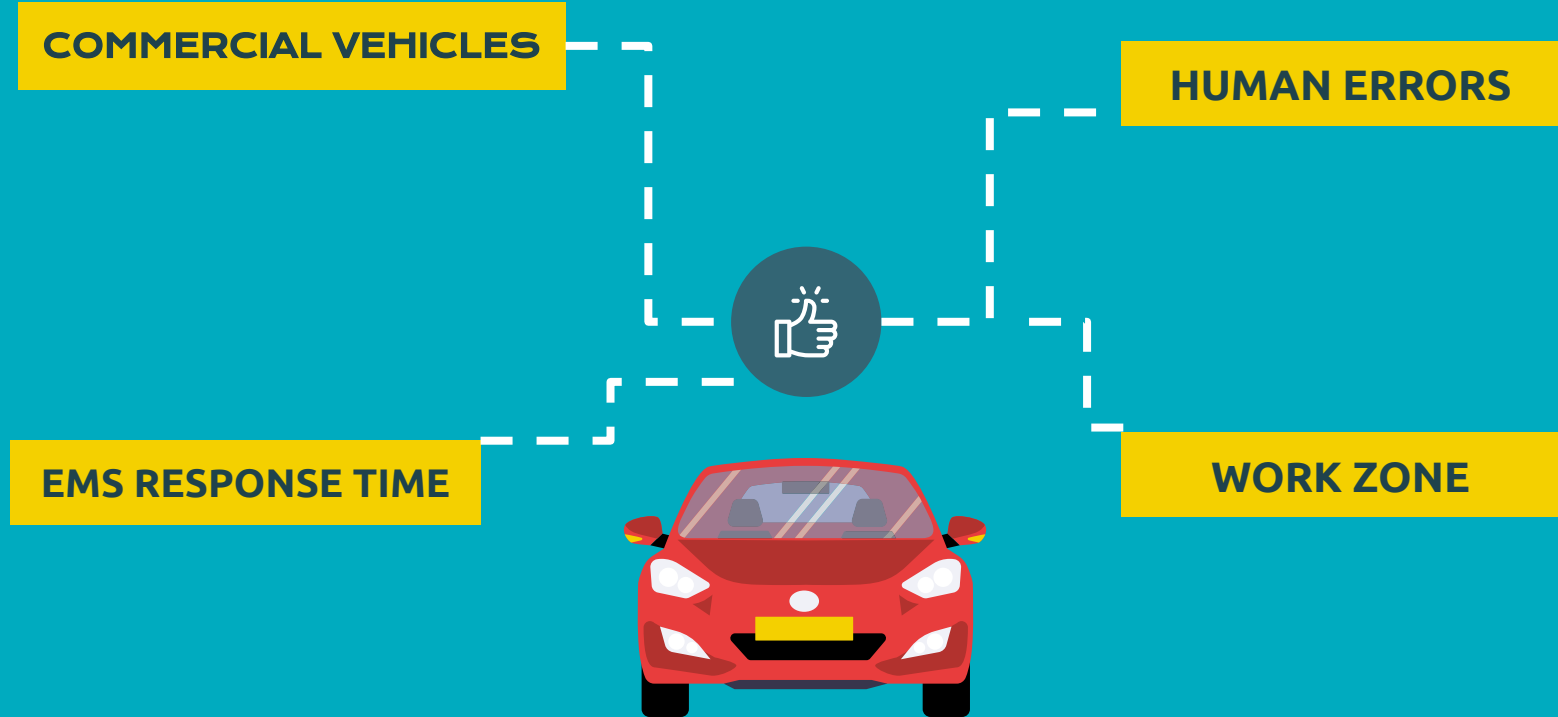 COMMERCIAL VEHICLES
HUMAN ERRORS
EMS RESPONSE TIME
WORK ZONE